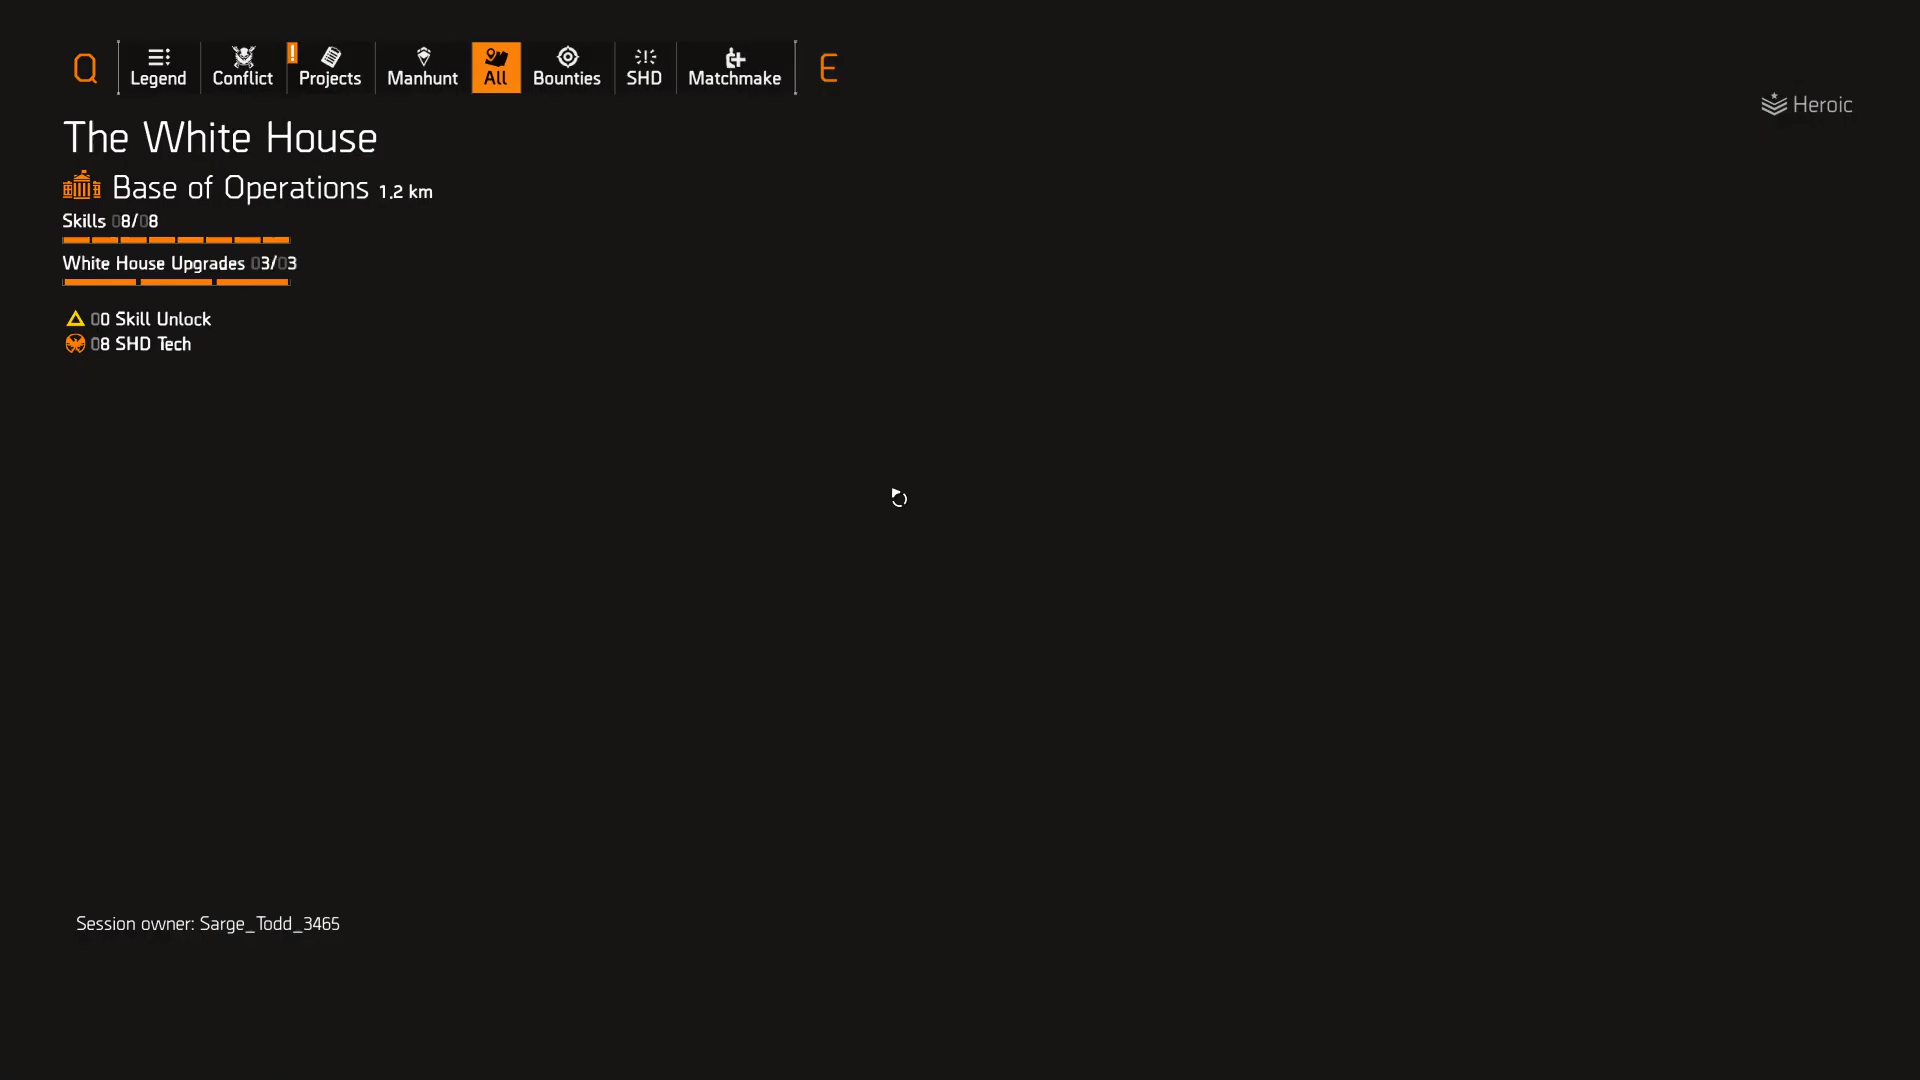 Q Legend Conflict ! Projects Manhunt All Bounties SHD Matchmake E
Heroic
The White House
Base of Operations 1.2 km
Skills 08/08
White House Upgrades 03/03
00 Skill Unlock
08 SHD Tech
Session owner: Sarge_Todd_3465